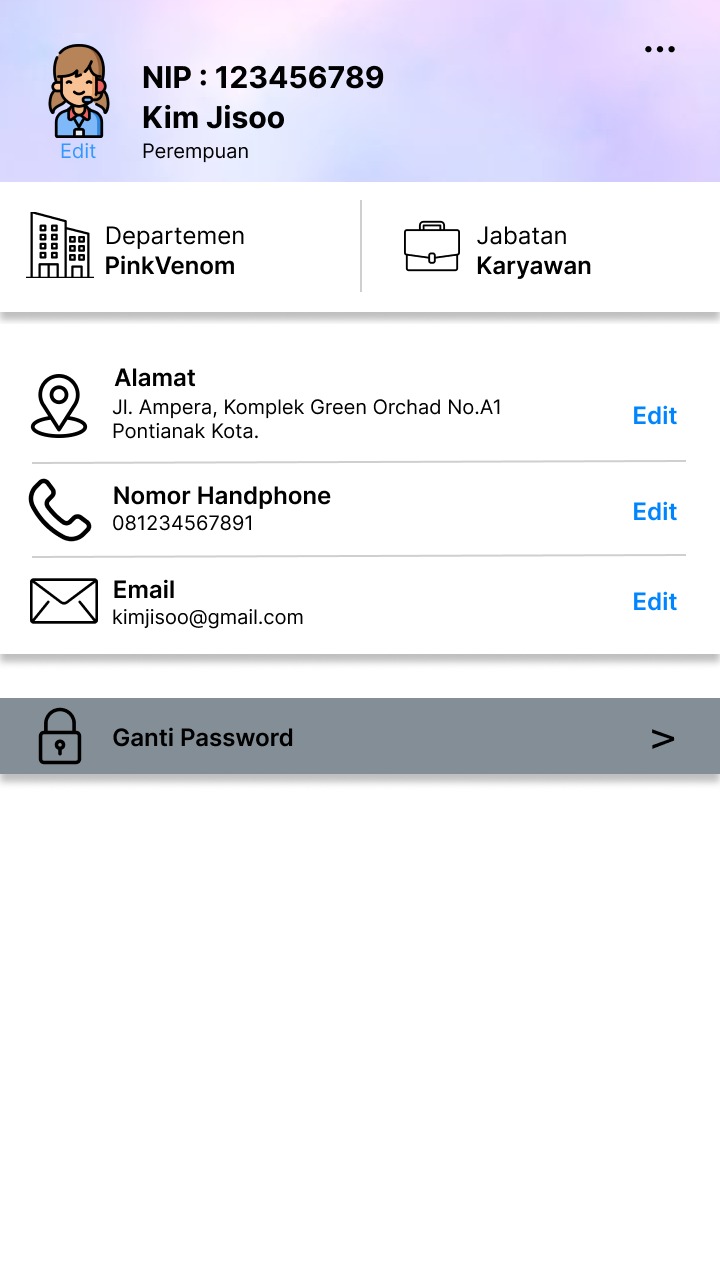 ...
NIP : 123456789
Kim Jisoo
Edit
Perempuan
Departemen
PinkVenom
Jabatan
Karyawan
Alamat
Jl. Ampera, Komplek Green Orchad No.A1
Pontianak Kota.
Edit
Nomor Handphone
081234567891
Edit
Email
kimjisoo@gmail.com
Edit
Ganti Password
>